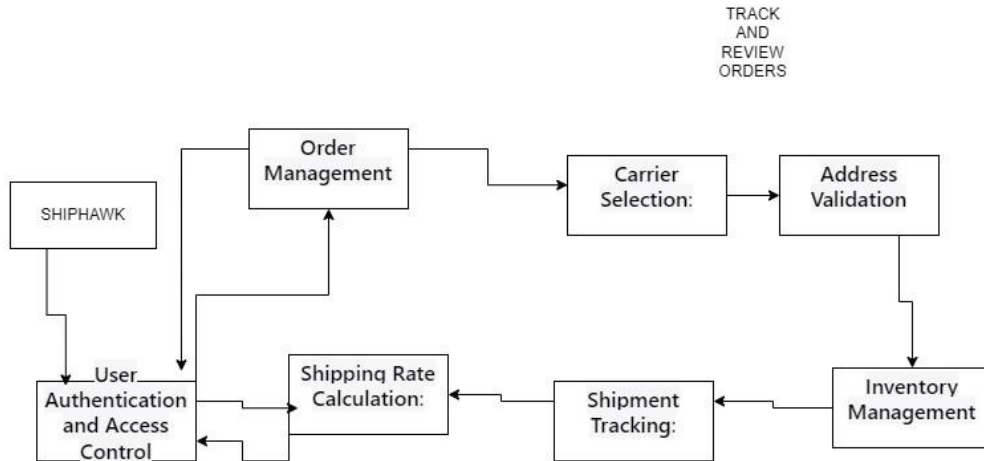 TRACK
AND
REVIEW
ORDERS
Order
Management
Carrier
Selection:
Address
Validation
SHIPHAWK
User
Authentication
and Access
Control
Shipping Rate
Calculation:
Shipment
Tracking:
Inventory
Management